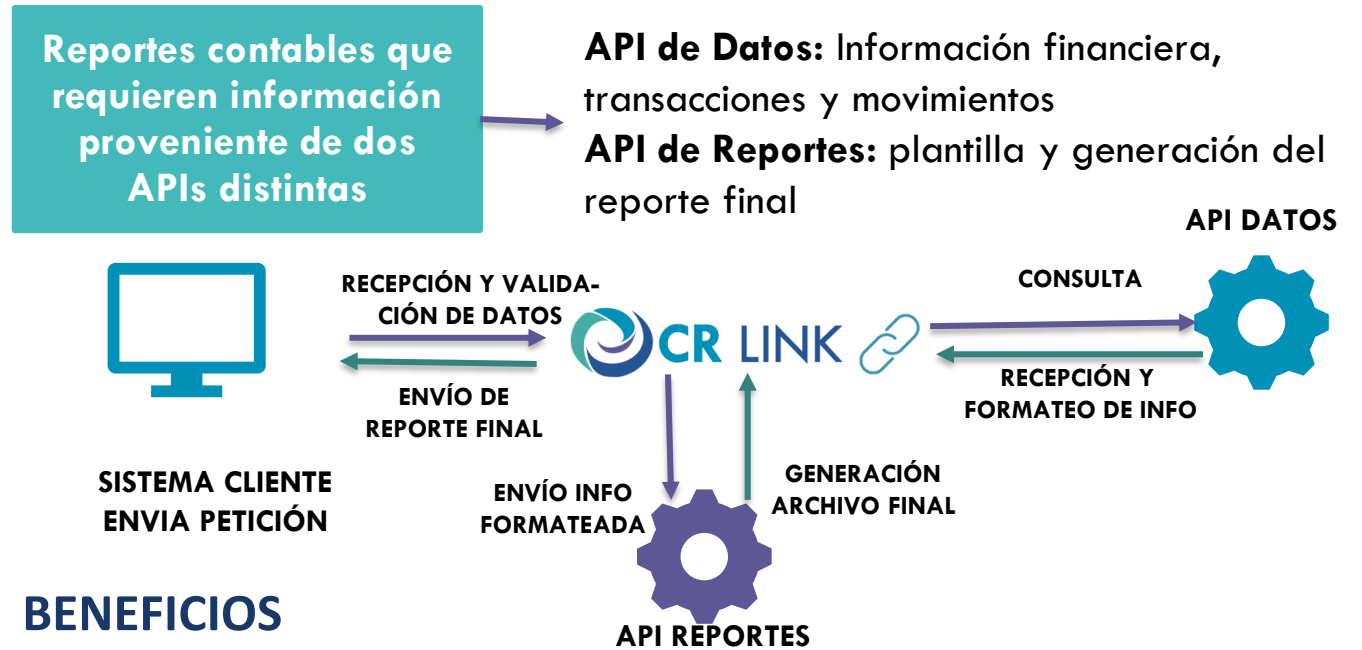 Reportes contables que
requieren información
proveniente de dos
APIs distintas
API de Datos: Información financiera,
transacciones y movimientos
API de Reportes: plantilla y generación del
reporte final
API DATOS
RECEPCIÓN Y VALIDA-
CIÓN DE DATOS
CONSULTA
CR LINK
ENVÍO DE
REPORTE FINAL
RECEPCIÓN Y
FORMATEO DE INFO
SISTEMA CLIENTE
ENVIA PETICIÓN
ENVÍO INFO
FORMATEADA
GENERACIÓN
ARCHIVO FINAL
BENEFICIOS
API REPORTES